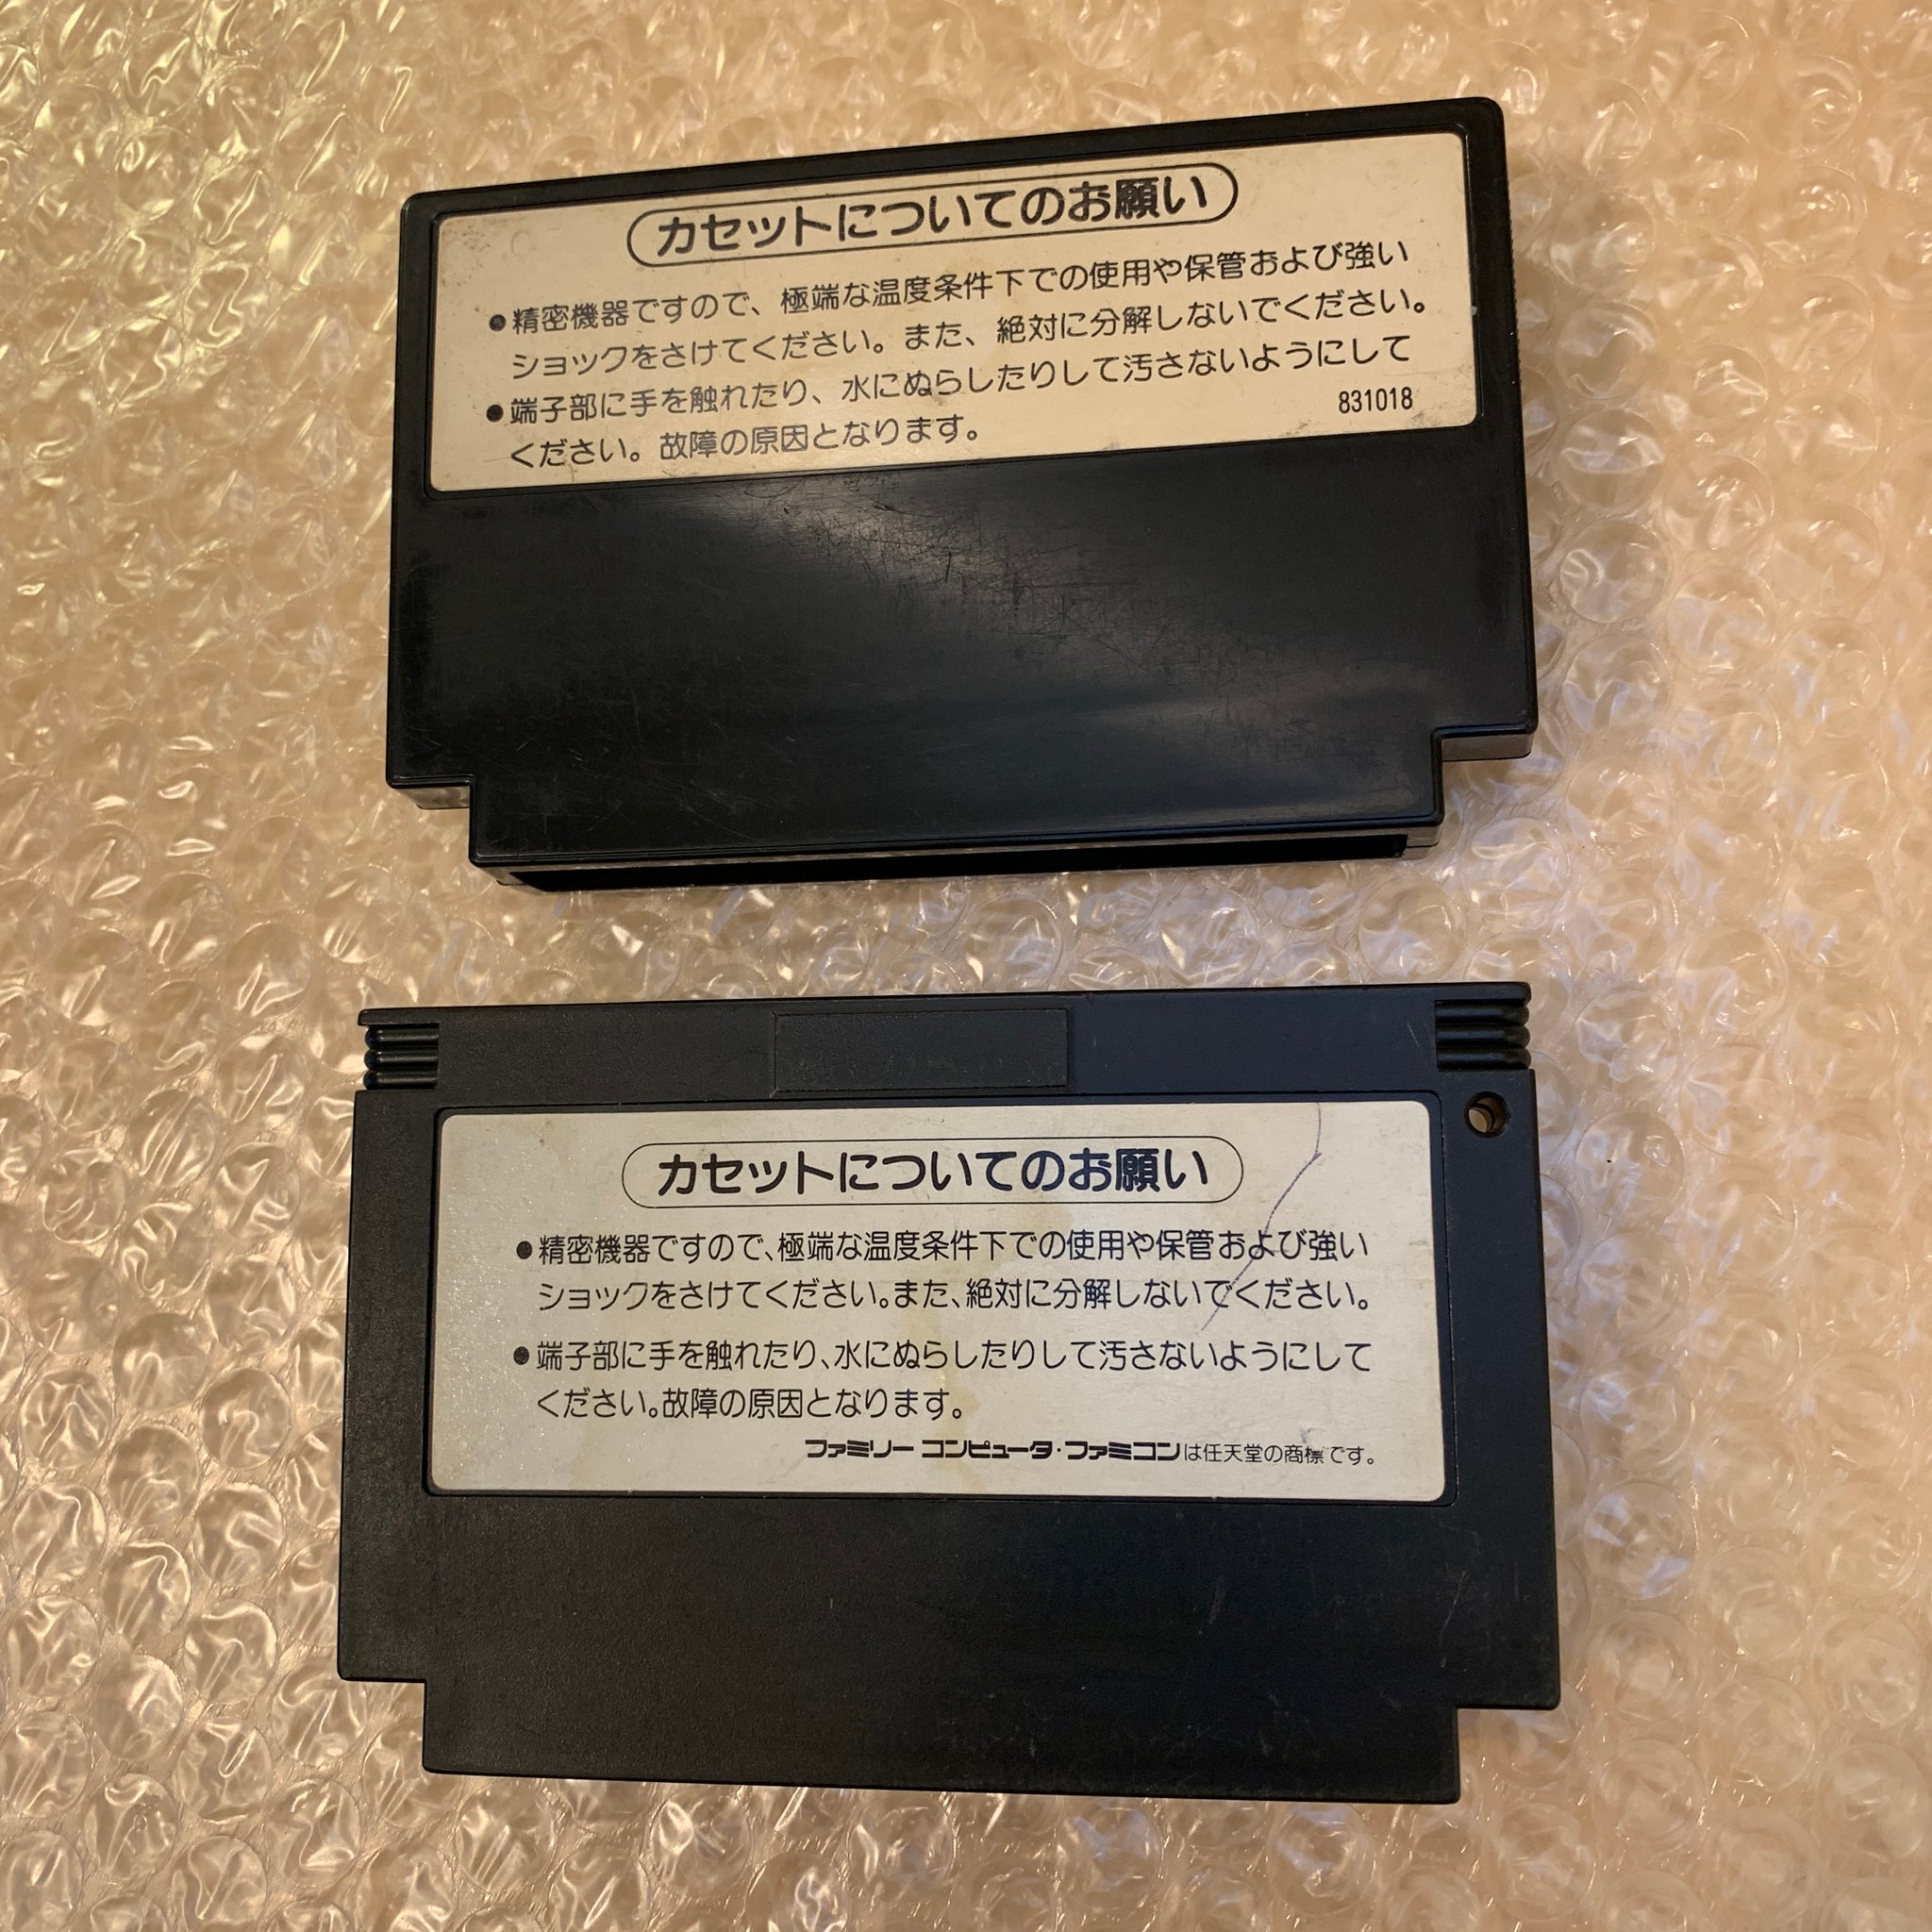 カセットについてのお願い
●精密機器ですので、極端な温度条件下での使用や保管および強い
ショックをさけてください。また、絶対に分解しないでください。
●端子部に手を触れたり、水にぬらしたりして汚さないようにして
ください。故障の原因となります。
831018
カセットについてのお願い
●精密機器ですので、極端な温度条件下での使用や保管および強い
ショックをさけてください。また、絶対に分解しないでください。
●端子部に手を触れたり、水にぬらしたりして汚さないようにして
ください。故障の原因となります。
ファミリー コンピュータ・ファミコンは任天堂の商標です。